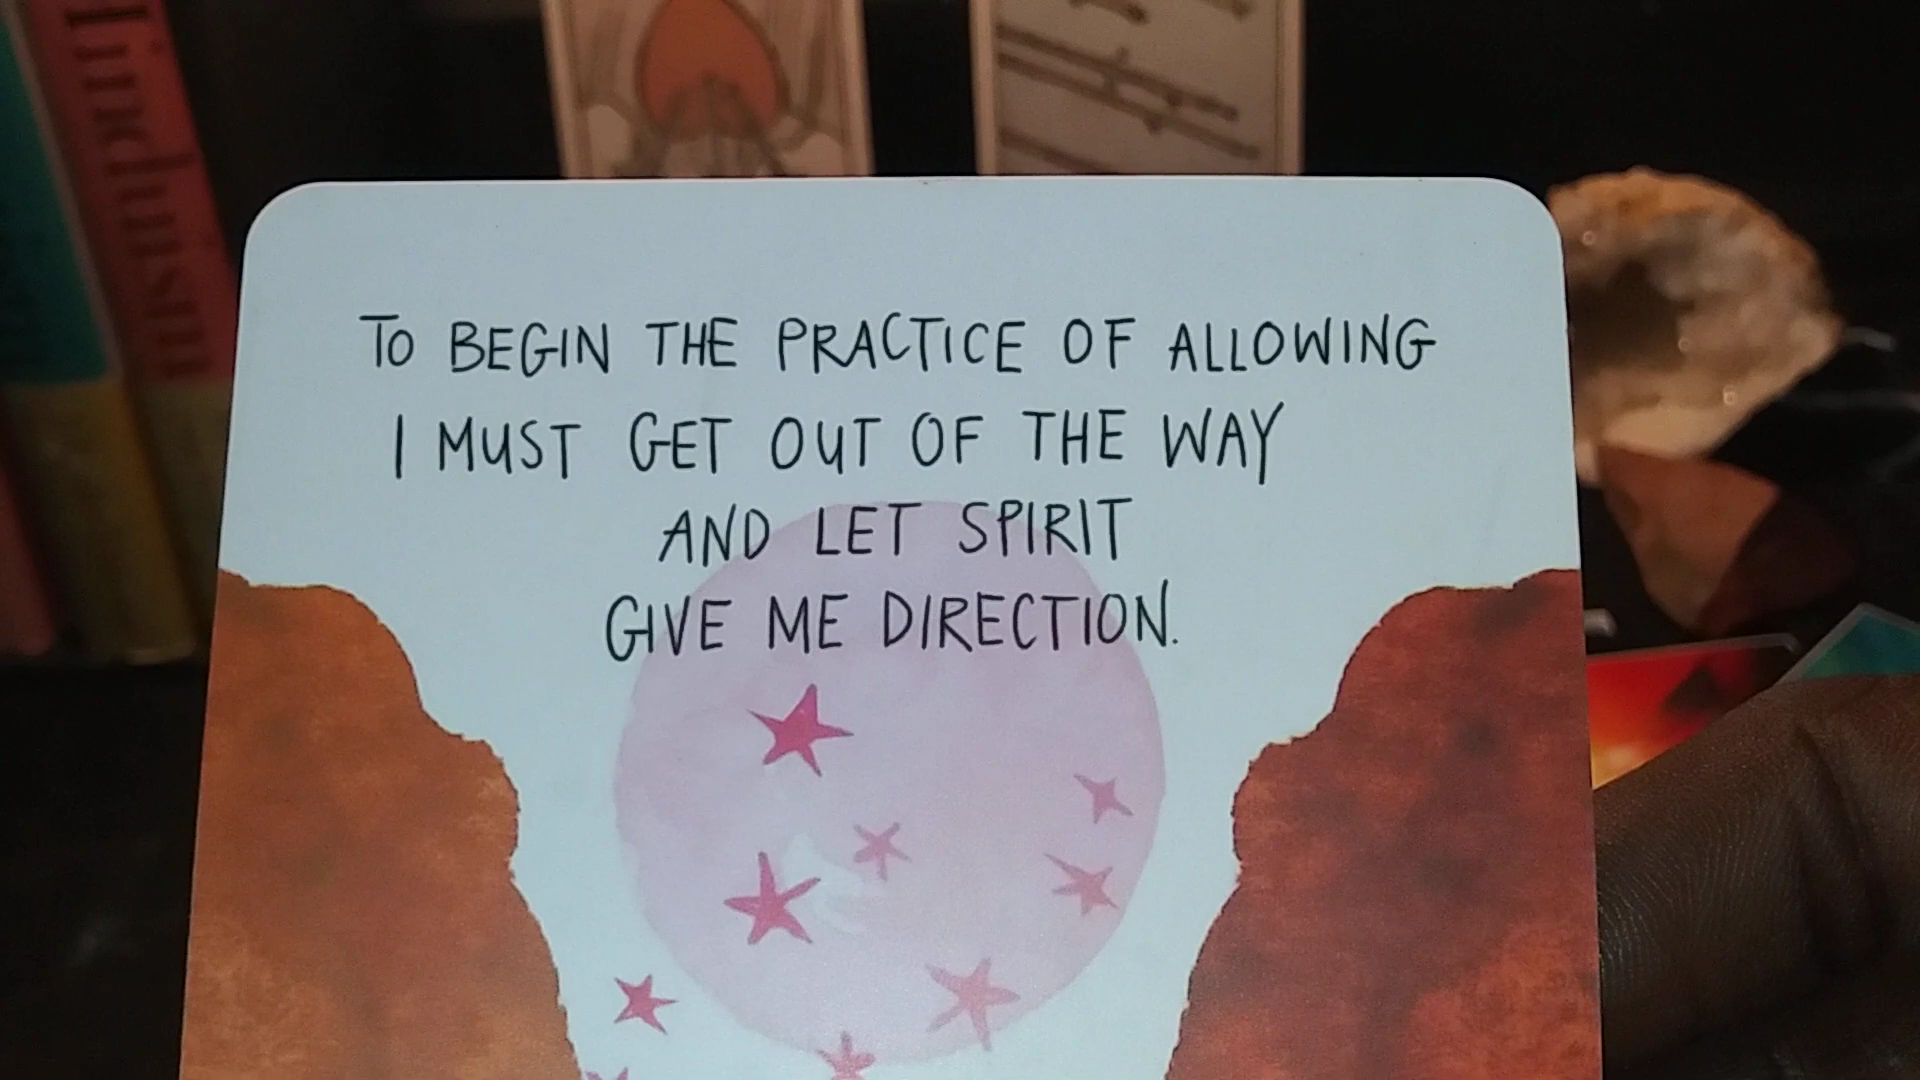 TO BEGIN THE PRACTICE OF ALLOWING
I MUST GET OUT OF THE WAY
AND LET SPIRIT
GIVE ME DIRECTION.